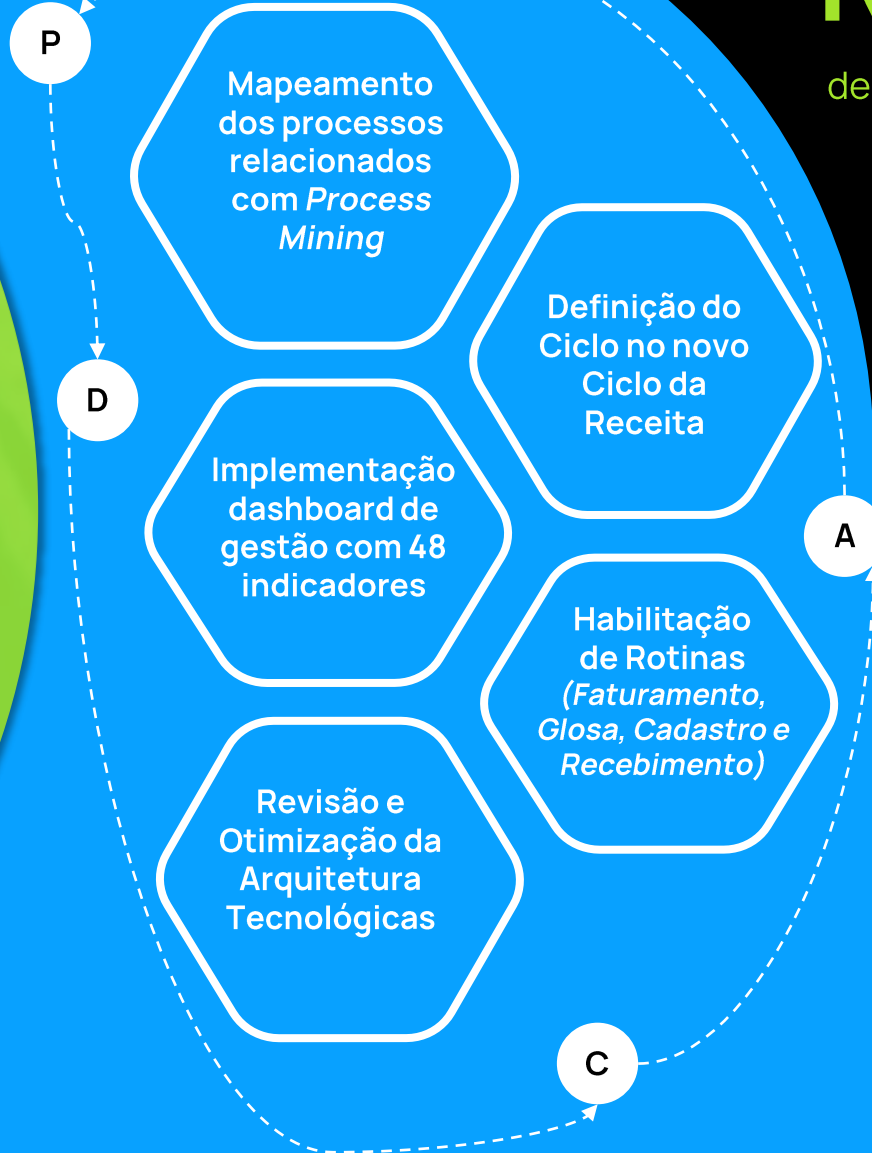 P
de
Mapeamento
dos processos
relacionados
com Process
Mining
Definição do
Ciclo no novo
Ciclo da
Receita
D
Implementação
dashboard de
gestão com 48
indicadores
A
Habilitação
de Rotinas
(Faturamento,
Glosa, Cadastro e
Recebimento)
Revisão e
Otimização da
Arquitetura
Tecnológicas
C